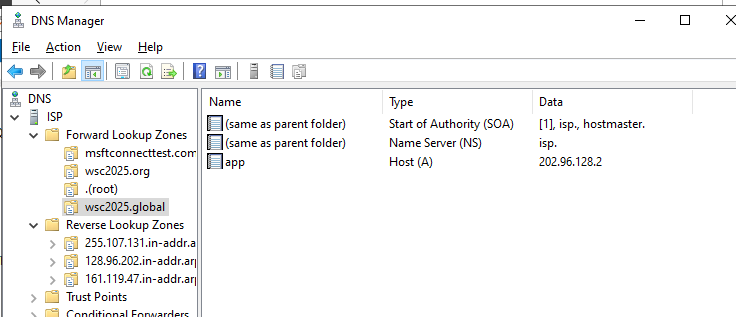 DNS Manager
File Action View Help
DNS
ISP
Forward Lookup Zones
msftconnecttest.com
wsc2025.org
.(root)
wsc2025.global
Reverse Lookup Zones
255.107.131.in-addr.a
128.96.202.in-addr.arp
161.119.47.in-addr.arp
Trust Points
Conditional Forwarders
Name Type Data
(same as parent folder) Start of Authority (SOA) [1], isp., hostmaster.
(same as parent folder) Name Server (NS) isp.
app Host (A) 202.96.128.2